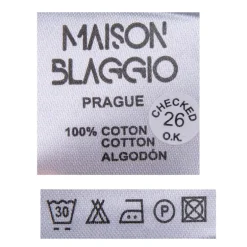 MAISON
BLAGGIO
PRAGUE
CHECKED
26
O.K.
100% COTON
COTTON
ALGODÓN
30
P